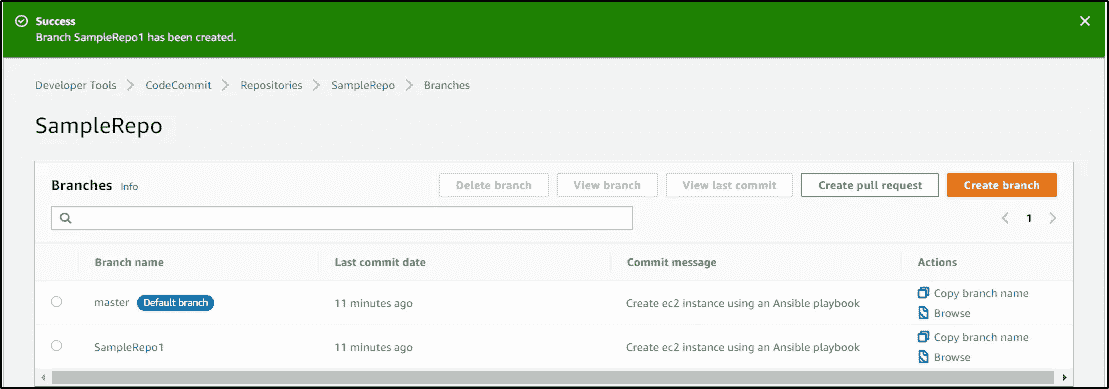 Success
Branch SampleRepo1 has been created.
Developer Tools > CodeCommit > Repositories > SampleRepo > Branches
SampleRepo
Branches Info Delete branch View branch View last commit Create pull request Create branch
1
Branch name Last commit date Commit message Actions
master Default branch 11 minutes ago Create ec2 instance using an Ansible playbook Copy branch name
Browse
SampleRepo1 11 minutes ago Create ec2 instance using an Ansible playbook Copy branch name
Browse